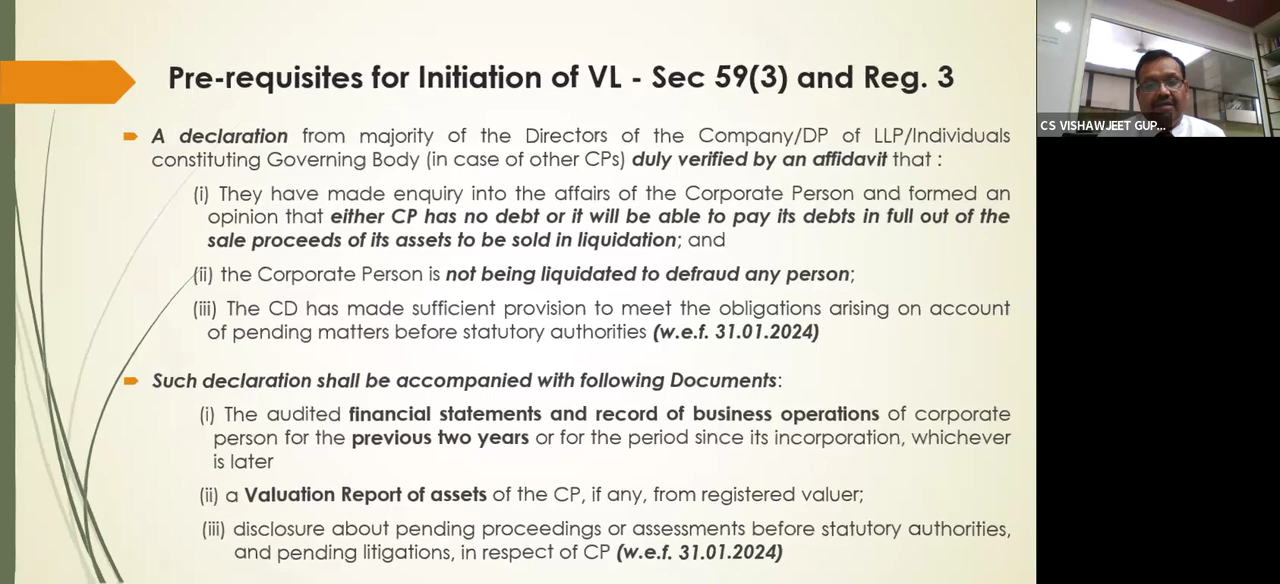 Pre-requisites for Initiation of VL - Sec 59(3) and Reg. 3
A declaration from majority of the Directors of the Company/DP of LLP/Individuals
constituting Governing Body (in case of other CPs) duly verified by an affidavit that :
(i) They have made enquiry into the affairs of the Corporate Person and formed an
opinion that either CP has no debt or it will be able to pay its debts in full out of the
sale proceeds of its assets to be sold in liquidation; and
(ii) the Corporate Person is not being liquidated to defraud any person;
(iii) The CD has made sufficient provision to meet the obligations arising on account
of pending matters before statutory authorities (w.e.f. 31.01.2024)
Such declaration shall be accompanied with following Documents:
(i) The audited financial statements and record of business operations of corporate
person for the previous two years or for the period since its incorporation, whichever
is later
(ii) a Valuation Report of assets of the CP, if any, from registered valuer;
(iii) disclosure about pending proceedings or assessments before statutory authorities,
and pending litigations, in respect of CP (w.e.f. 31.01.2024)
CS VISHAWJEET GUP...